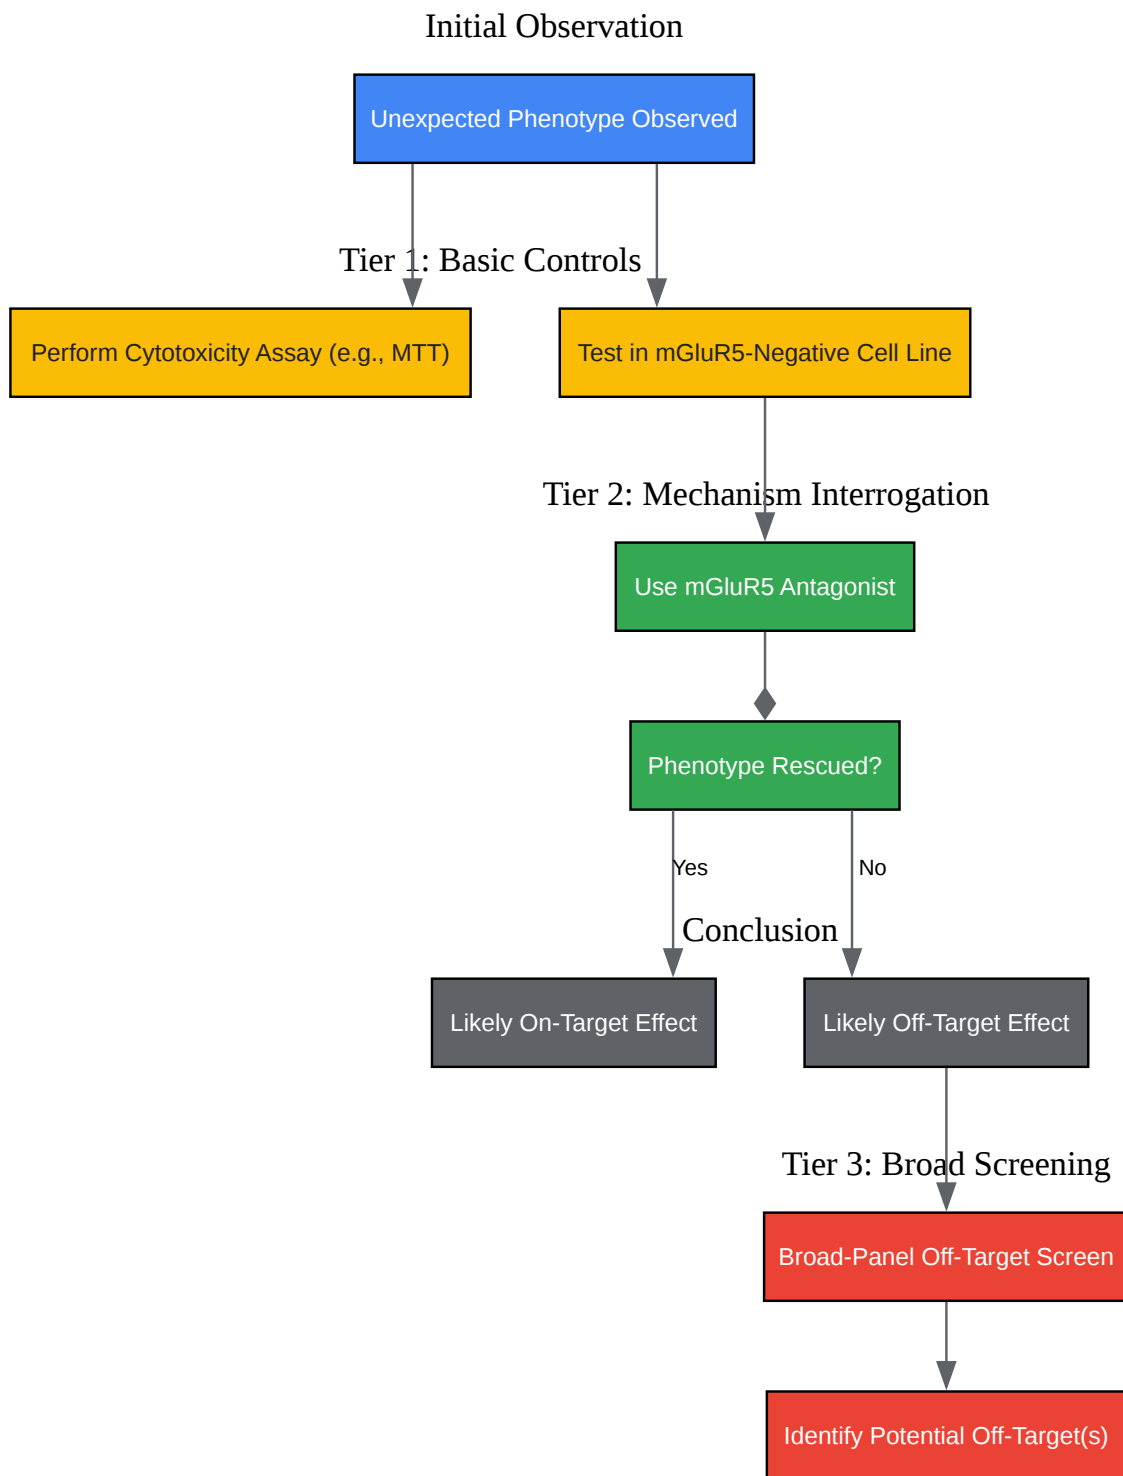 Initial Observation
Unexpected Phenotype Observed
Tier 1: Basic Controls
Perform Cytotoxicity Assay (e.g., MTT)
Test in mGluR5-Negative Cell Line
Tier 2: Mechanism Interrogation
Use mGluR5 Antagonist
Phenotype Rescued?
Yes
No
Conclusion
Likely On-Target Effect
Likely Off-Target Effect
Tier 3: Broad Screening
Broad-Panel Off-Target Screen
Identify Potential Off-Target(s)